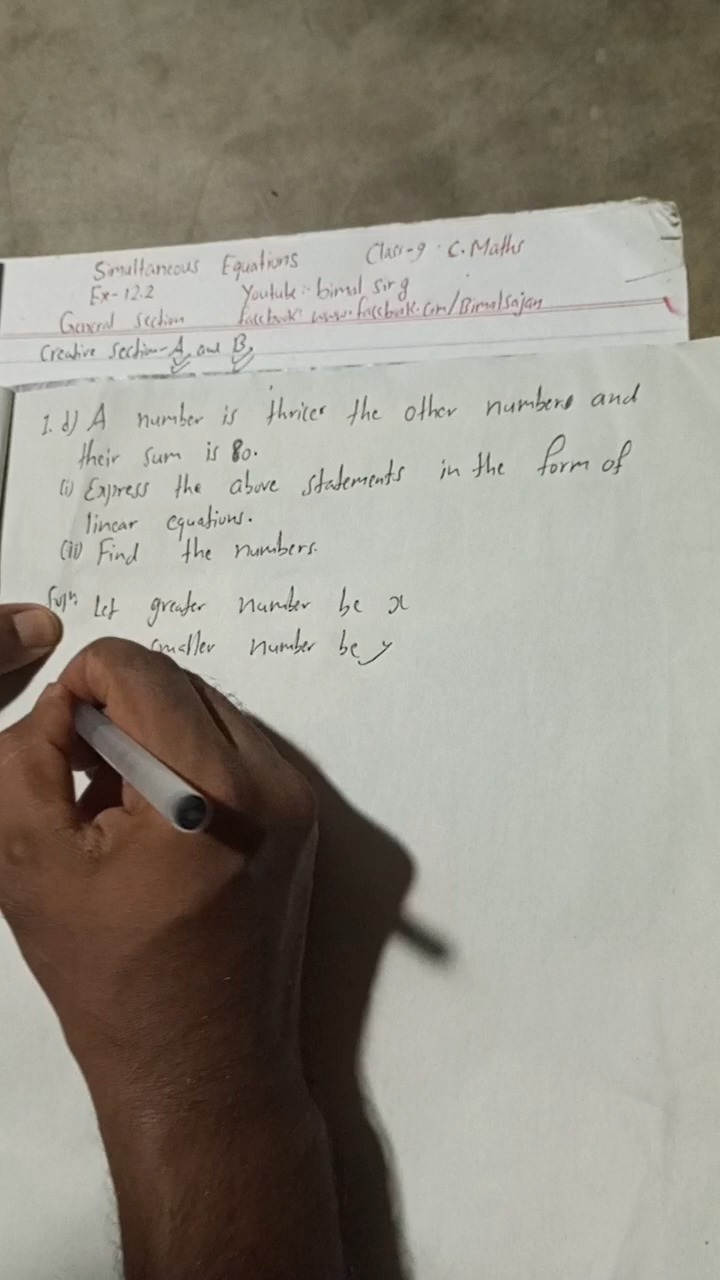 Simultaneous Equations Class-9 C. Maths
Ex-12.2 Youtube:- bimal sir g
General section facebook: www.facebook.com/Bimalsajan
Creative section-A and B
1. d) A number is thrice the other numbers and
their sum is 80.
(i) Express the above statements in the form of
linear equations.
(ii) Find the numbers.
Soln. Let greater number be x
smaller number be y